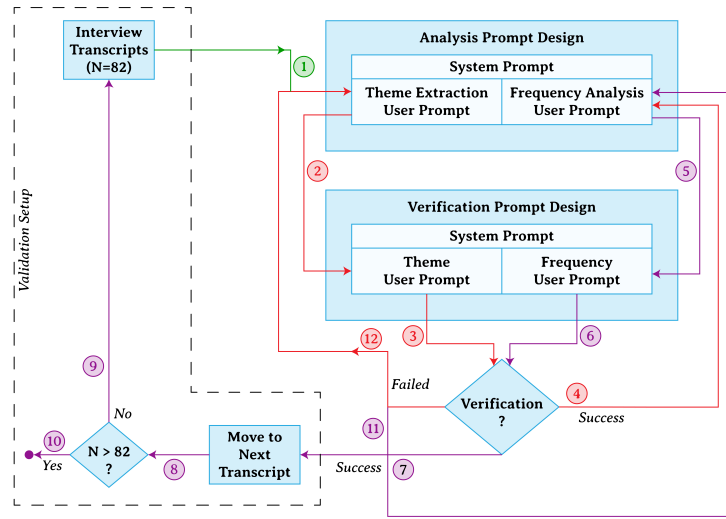 Interview
Transcripts
(N=82)
1
Analysis Prompt Design
System Prompt
Theme Extraction
User Prompt
Frequency Analysis
User Prompt
2
5
Verification Prompt Design
System Prompt
Theme
User Prompt
Frequency
User Prompt
Validation Setup
12
3
6
9
Failed
4
Verification
?
Success
No
11
10
Yes
N > 82
?
8
Move to
Next
Transcript
Success
7